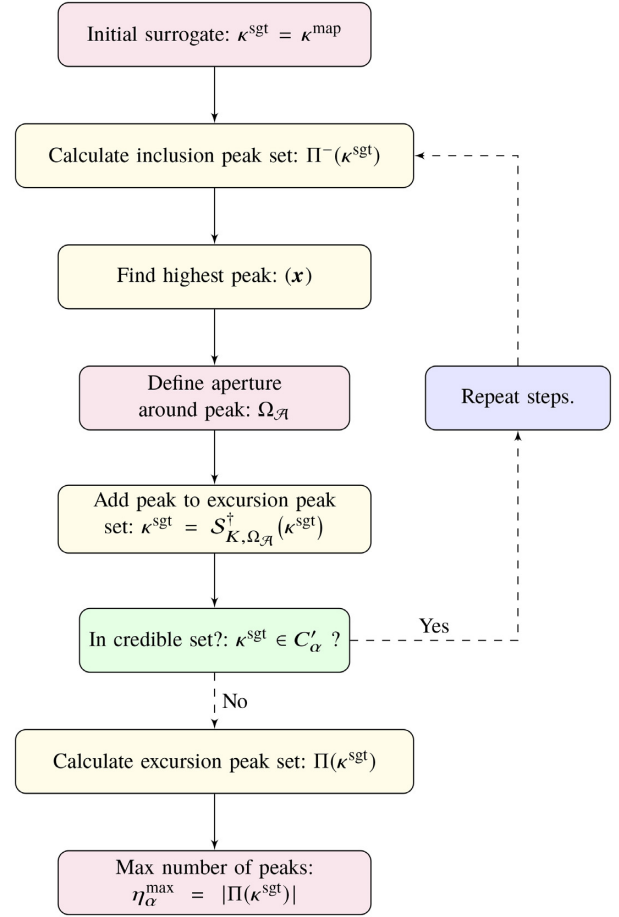 Initial surrogate: κ^sgt = κ^map
Calculate inclusion peak set: Π⁻(κ^sgt)
Find highest peak: (x)
Define aperture
around peak: Ω_𝒜
Repeat steps.
Add peak to excursion peak
set: κ^sgt = 𝒮^†_{K,Ω_𝒜}(κ^sgt)
In credible set?: κ^sgt ∈ C′_α ?
Yes
No
Calculate excursion peak set: Π(κ^sgt)
Max number of peaks:
η_α^max = |Π(κ^sgt)|